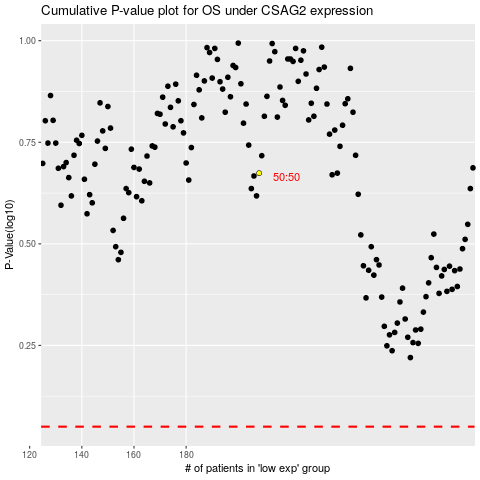 Cumulative P-value plot for OS under CSAG2 expression
P-Value(log10)
1.00
0.75
0.50
0.25
50:50
120 140 160 180
# of patients in 'low exp' group